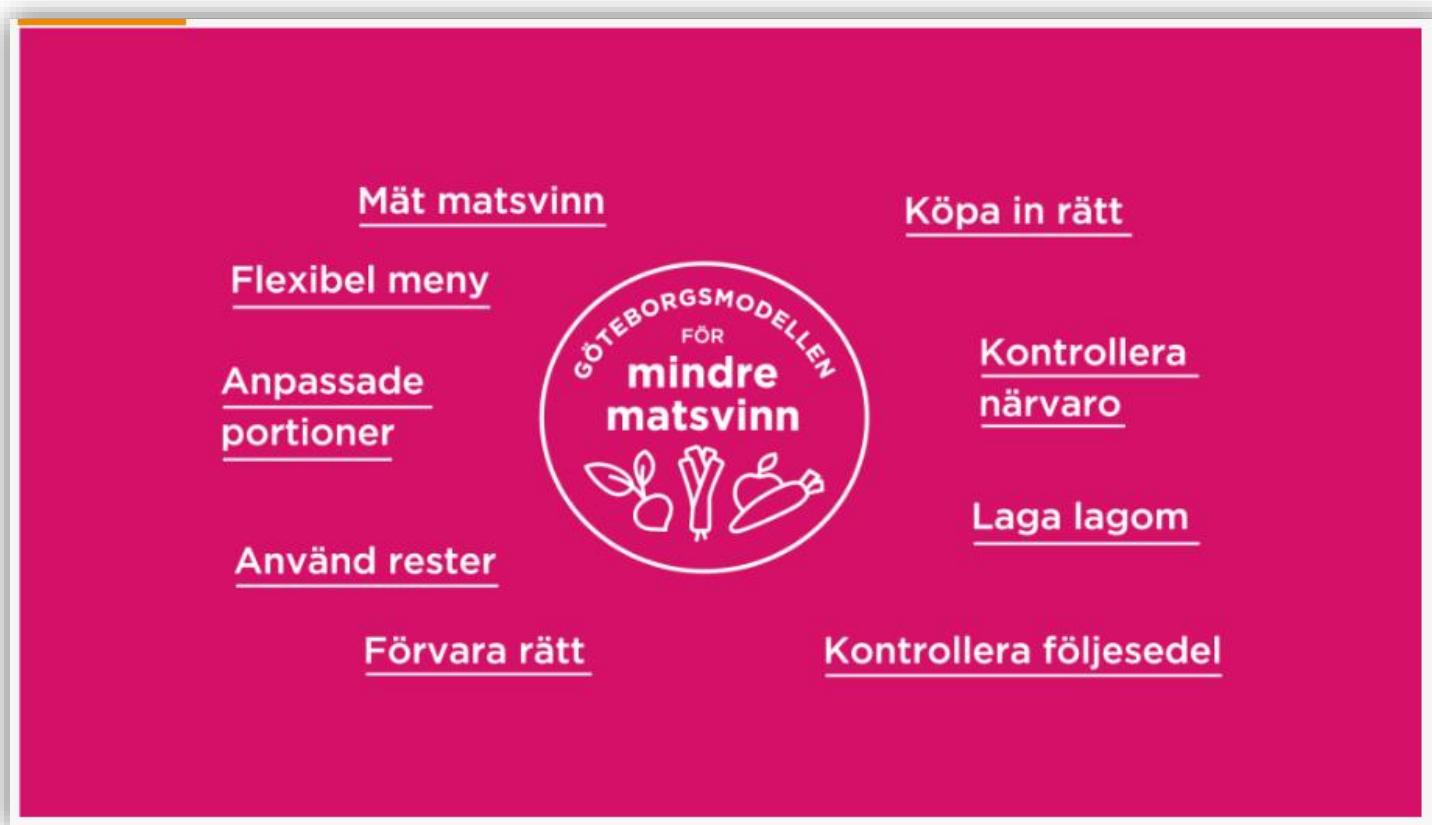 Mät matsvinn
Köpa in rätt
Flexibel meny
GÖTEBORGSMODELLEN
FÖR
mindre
matsvinn
Kontrollera
närvaro
Anpassade
portioner
Laga lagom
Använd rester
Förvara rätt
Kontrollera följesedel